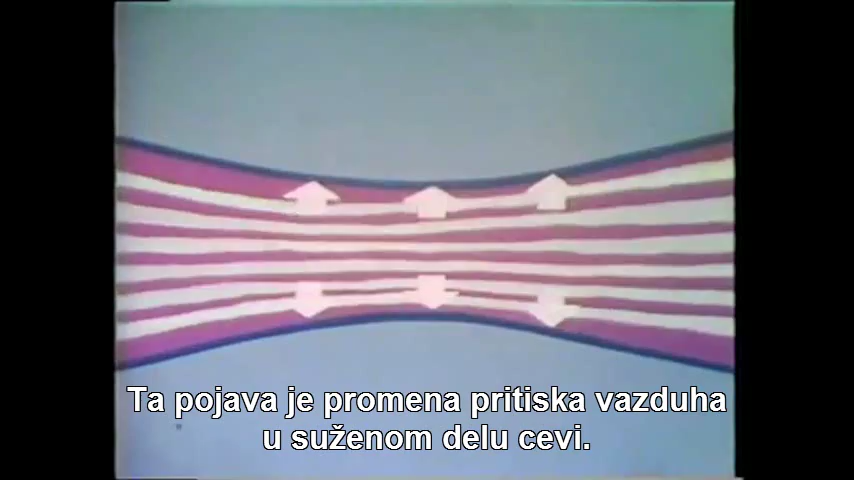 Ta pojava je promena pritiska vazduha
u suženom delu cevi.